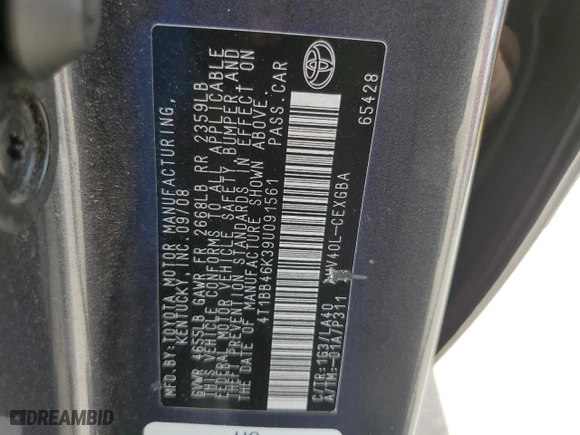 MFD.BY:TOYOTA MOTOR MANUFACTURING,
KENTUCKY, INC. 09/08
GVWR 4655LB GAWR FR 2668LB RR 2359LB
THIS VEHICLE CONFORMS TO ALL APPLICABLE
FEDERAL MOTOR VEHICLE SAFETY, BUMPER, AND
THEFT PREVENTION STANDARDS IN EFFECT ON
THE DATE OF MANUFACTURE SHOWN ABOVE.
4T1BB46K39U091561 PASS.CAR
C/TR:1G3/LA40 AHV40L-CEXGBA
A/TM:-01A/P311
65428
TOYOTA
DREAMBID